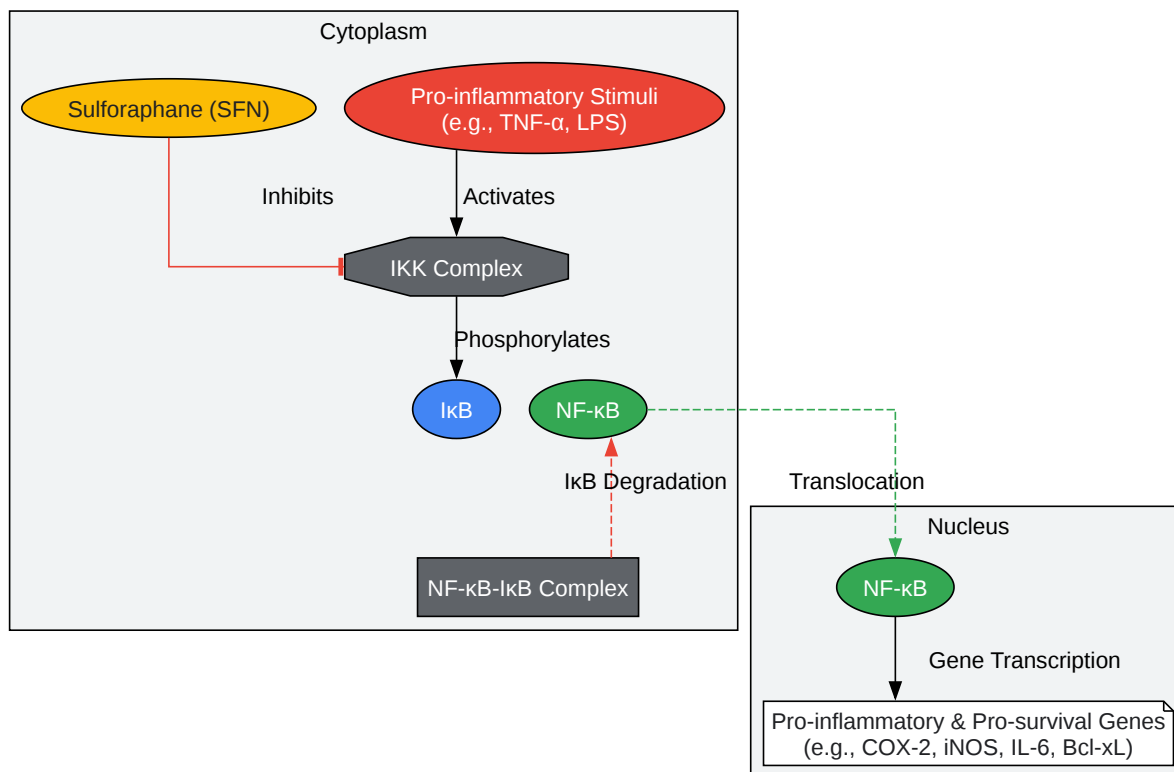 Cytoplasm
Sulforaphane (SFN)
Pro-inflammatory Stimuli
(e.g., TNF-α, LPS)
Inhibits
Activates
IKK Complex
Phosphorylates
IκB
NF-κB
IκB Degradation
Translocation
NF-κB-IκB Complex
Nucleus
NF-κB
Gene Transcription
Pro-inflammatory & Pro-survival Genes
(e.g., COX-2, iNOS, IL-6, Bcl-xL)